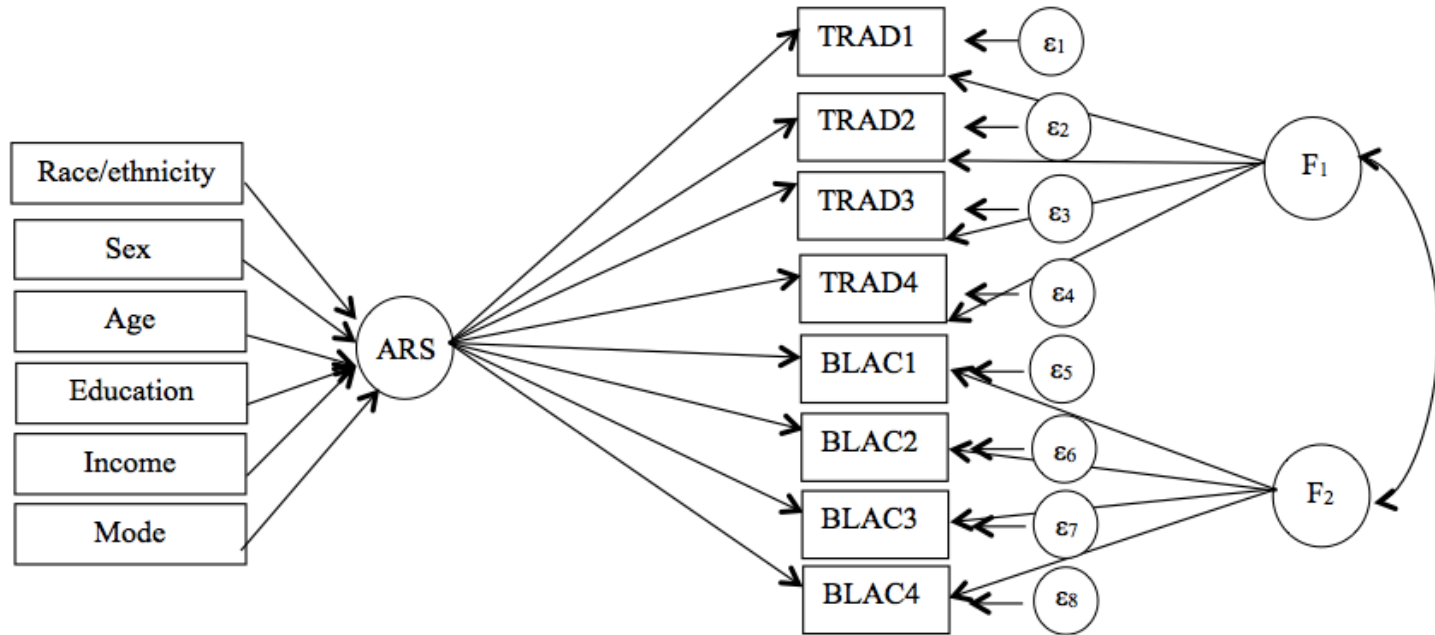 Race/ethnicity
Sex
Age
Education
Income
Mode
ARS
TRAD1
TRAD2
TRAD3
TRAD4
BLAC1
BLAC2
BLAC3
BLAC4
ε1
ε2
ε3
ε4
ε5
ε6
ε7
ε8
F1
F2